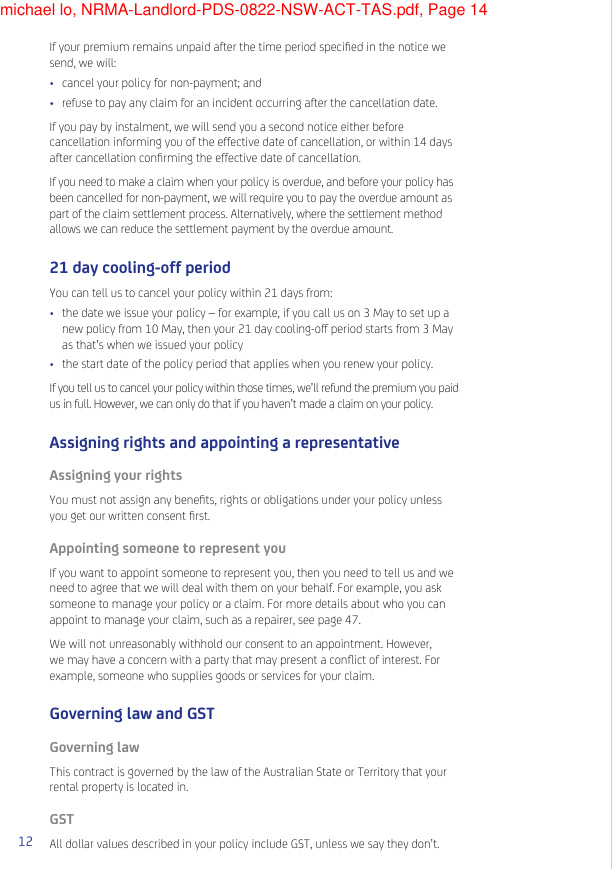 michael lo, NRMA-Landlord-PDS-0822-NSW-ACT-TAS.pdf, Page 14
If your premium remains unpaid after the time period specified in the notice we
send, we will:
• cancel your policy for non-payment; and
• refuse to pay any claim for an incident occurring after the cancellation date.
If you pay by instalment, we will send you a second notice either before
cancellation informing you of the effective date of cancellation, or within 14 days
after cancellation confirming the effective date of cancellation.
If you need to make a claim when your policy is overdue, and before your policy has
been cancelled for non-payment, we will require you to pay the overdue amount as
part of the claim settlement process. Alternatively, where the settlement method
allows we can reduce the settlement payment by the overdue amount.
21 day cooling-off period
You can tell us to cancel your policy within 21 days from:
• the date we issue your policy – for example, if you call us on 3 May to set up a
new policy from 10 May, then your 21 day cooling-off period starts from 3 May
as that's when we issued your policy
• the start date of the policy period that applies when you renew your policy.
If you tell us to cancel your policy within those times, we'll refund the premium you paid
us in full. However, we can only do that if you haven't made a claim on your policy.
Assigning rights and appointing a representative
Assigning your rights
You must not assign any benefits, rights or obligations under your policy unless
you get our written consent first.
Appointing someone to represent you
If you want to appoint someone to represent you, then you need to tell us and we
need to agree that we will deal with them on your behalf. For example, you ask
someone to manage your policy or a claim. For more details about who you can
appoint to manage your claim, such as a repairer, see page 47.
We will not unreasonably withhold our consent to an appointment. However,
we may have a concern with a party that may present a conflict of interest. For
example, someone who supplies goods or services for your claim.
Governing law and GST
Governing law
This contract is governed by the law of the Australian State or Territory that your
rental property is located in.
GST
All dollar values described in your policy include GST, unless we say they don't.
12